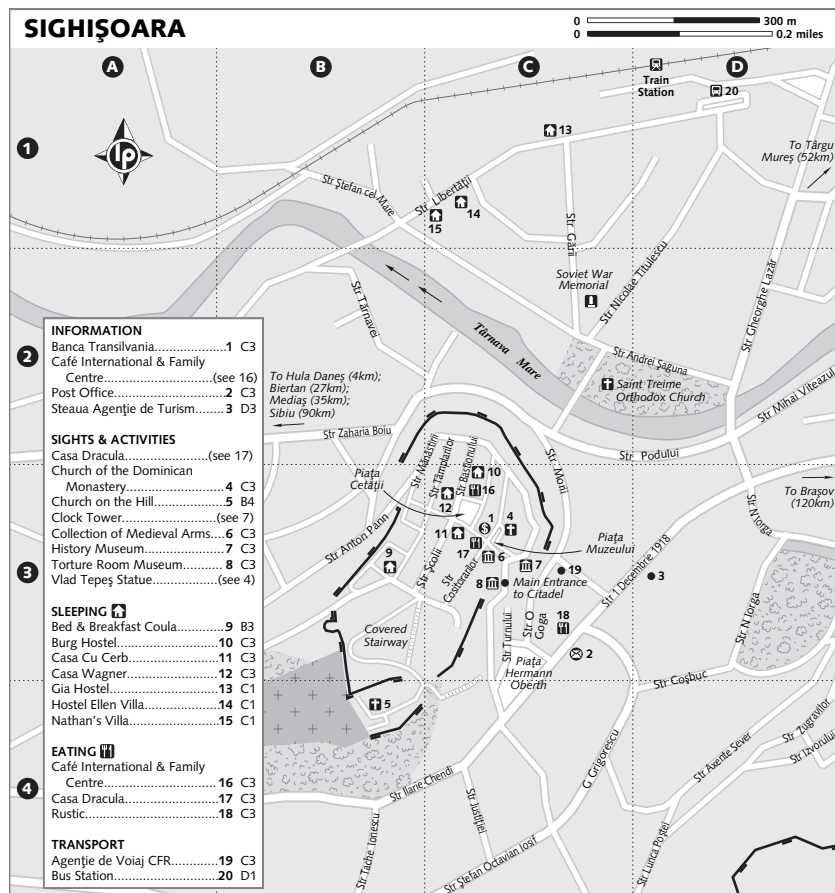 SIGHIŞOARA
0 300 m
0 0.2 miles
A
B
C
D
Train
Station
20
1
lp
13
To Târgu
Mureş (52km)
Str Ştefan cel Mare
Str Libertăţii
14
15
Str Gării
Str Nicolae Titulescu
Str Gheorghe Lazăr
Soviet War
Memorial
Str Târnavei
Târnava Mare
2
INFORMATION
Banca Transilvania..............................1 C3
Café International & Family
Centre..............................(see 16)
Post Office..............................2 C3
Steaua Agenţie de Turism..........3 D3
SIGHTS & ACTIVITIES
Casa Dracula..............................(see 17)
Church of the Dominican
Monastery..............................4 C3
Church on the Hill....................5 B4
Clock Tower..............................(see 7)
Collection of Medieval Arms...6 C3
History Museum.........................7 C3
Torture Room Museum.............8 C3
Vlad Tepeş Statue....................(see 4)
SLEEPING
Bed & Breakfast Coula..............9 B3
Burg Hostel..............................10 C3
Casa Cu Cerb............................11 C3
Casa Wagner.............................12 C3
Gia Hostel................................13 C1
Hostel Ellen Villa.......................14 C1
Nathan's Villa............................15 C1
EATING
Café International & Family
Centre..............................16 C3
Casa Dracula.............................17 C3
Rustic........................................18 C3
TRANSPORT
Agenţie de Voiaj CFR...............19 C3
Bus Station...............................20 D1
To Hula Daneş (4km);
Biertan (27km);
Mediaş (35km);
Sibiu (90km)
Str Andrei Şaguna
Saint Treime
Orthodox Church
Str Mihai Viteazul
Str Zaharia Boiu
Str Podului
Str Morii
Str Mănăstirii
Str Tâmplarilor
Str Bastionului
10
16
12
Piaţa
Cetăţii
To Braşov
(120km)
Str N Iorga
3
Str Anton Pann
1
4
11
17
6
Piaţa
Muzeului
9
Str Şcolii
Str Cositorarilor
7
19
8
Main Entrance
to Citadel
Str 1 Decembrie 1918
3
Str N Iorga
Covered
Stairway
Str Turnului
Str O Goga
18
2
Piaţa
Hermann
Oberth
Str Coşbuc
5
4
Str Ilarie Chendi
G Grigorescu
Str Axente Sever
Str Zugravilor
Str Izvorului
Str Tache Ionescu
Str Justiţiei
Str Ştefan Octavian Iosif
Str Lunca Poştei